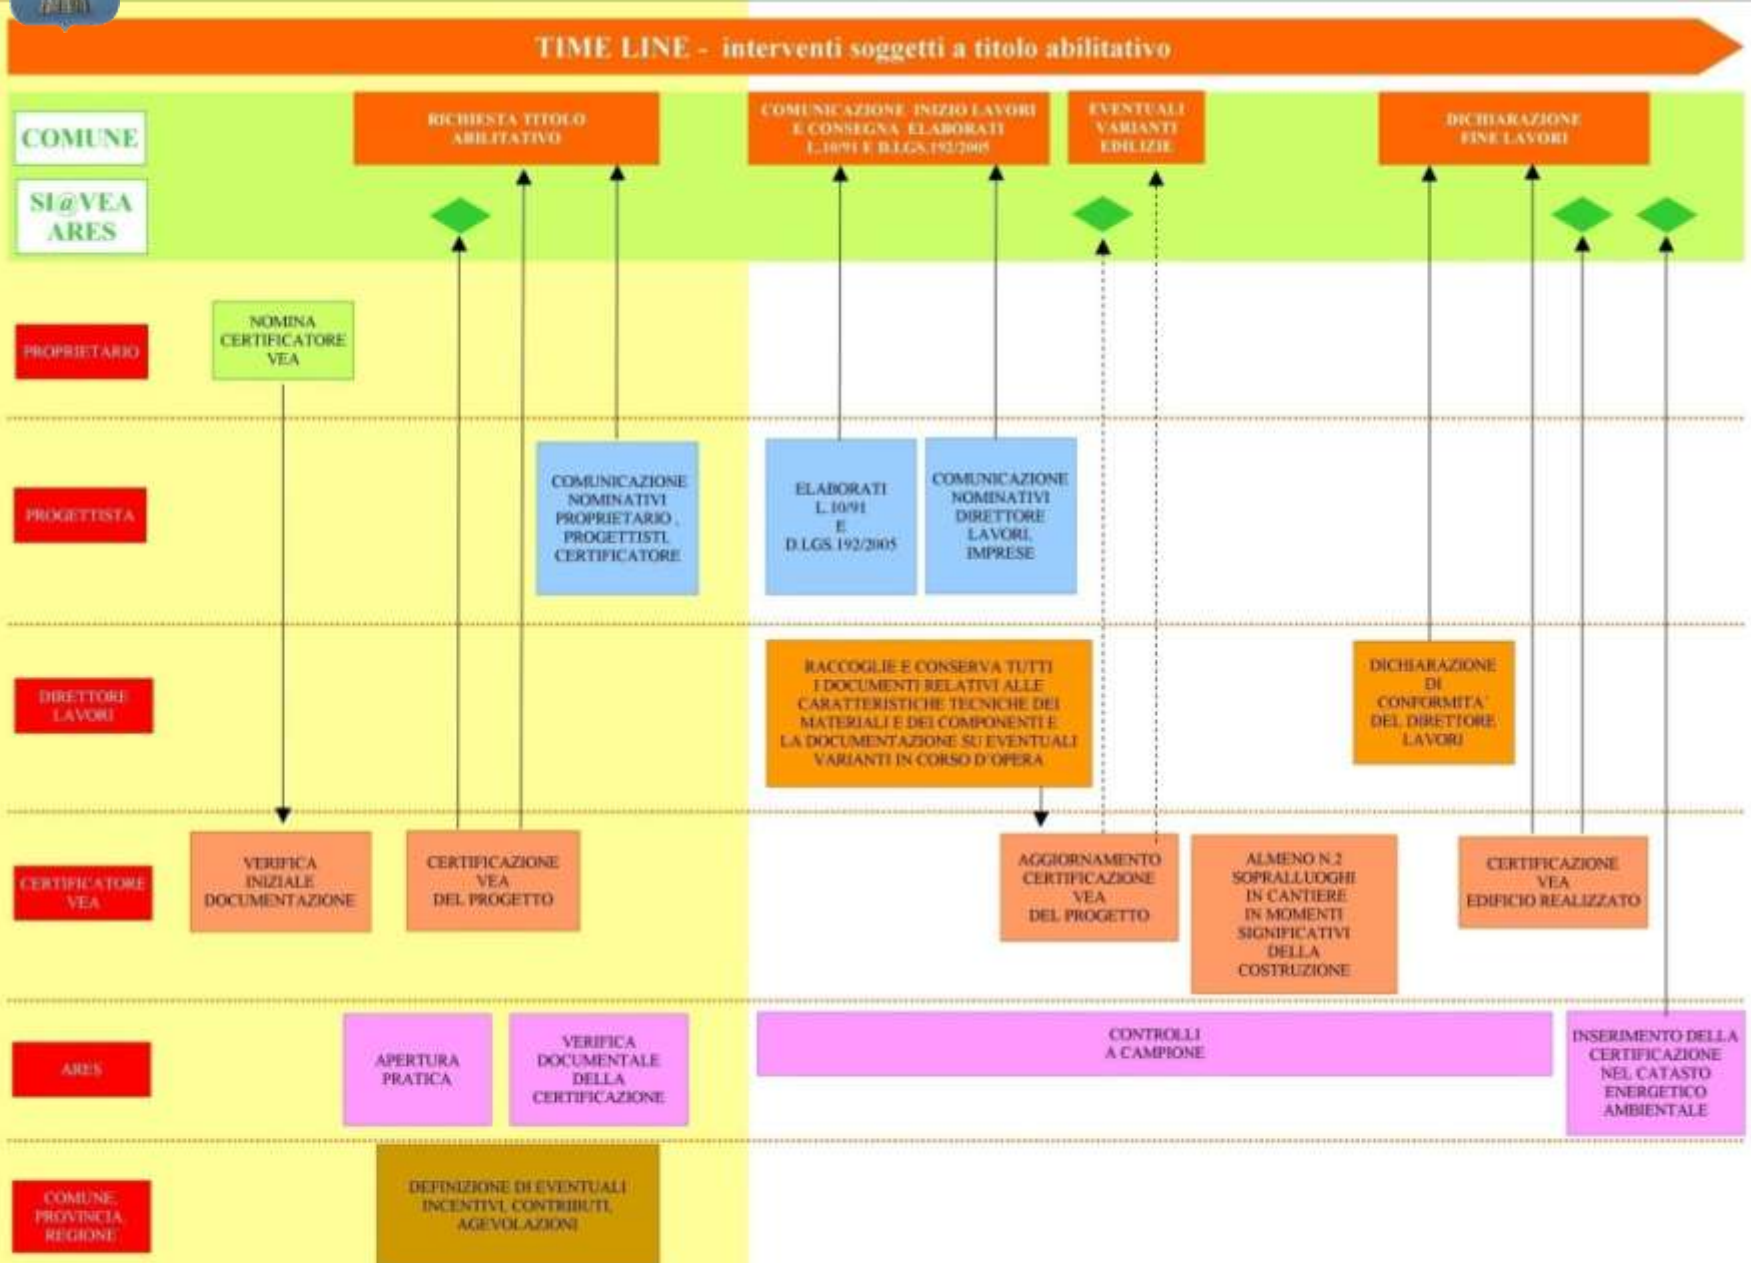 TIME LINE - interventi soggetti a titolo abilitativo
COMUNE
RICHIESTA TITOLO
ABILITATIVO
COMUNICAZIONE INIZIO LAVORI
E CONSEGNA ELABORATI
L.10/91 E D.LGS.192/2005
EVENTUALI
VARIANTI
EDILIZIE
DICHIARAZIONE
FINE LAVORI
SI@VEA
ARES
PROPRIETARIO
NOMINA
CERTIFICATORE
VEA
PROGETTISTA
COMUNICAZIONE
NOMINATIVI
PROPRIETARIO ,
PROGETTISTI,
CERTIFICATORE
ELABORATI
L.10/91
E
D.LGS.192/2005
COMUNICAZIONE
NOMINATIVI
DIRETTORE
LAVORI,
IMPRESE
DIRETTORE
LAVORI
RACCOGLIE E CONSERVA TUTTI
I DOCUMENTI RELATIVI ALLE
CARATTERISTICHE TECNICHE DEI
MATERIALI E DEI COMPONENTI E
LA DOCUMENTAZIONE SU EVENTUALI
VARIANTI IN CORSO D'OPERA
DICHIARAZIONE
DI
CONFORMITA'
DEL DIRETTORE
LAVORI
CERTIFICATORE
VEA
VERIFICA
INIZIALE
DOCUMENTAZIONE
CERTIFICAZIONE
VEA
DEL PROGETTO
AGGIORNAMENTO
CERTIFICAZIONE
VEA
DEL PROGETTO
ALMENO N.2
SOPRALLUOGHI
IN CANTIERE
IN MOMENTI
SIGNIFICATIVI
DELLA
COSTRUZIONE
CERTIFICAZIONE
VEA
EDIFICIO REALIZZATO
ARES
APERTURA
PRATICA
VERIFICA
DOCUMENTALE
DELLA
CERTIFICAZIONE
CONTROLLI
A CAMPIONE
INSERIMENTO DELLA
CERTIFICAZIONE
NEL CATASTO
ENERGETICO
AMBIENTALE
COMUNE,
PROVINCIA,
REGIONE
DEFINIZIONE DI EVENTUALI
INCENTIVI, CONTRIBUTI,
AGEVOLAZIONI